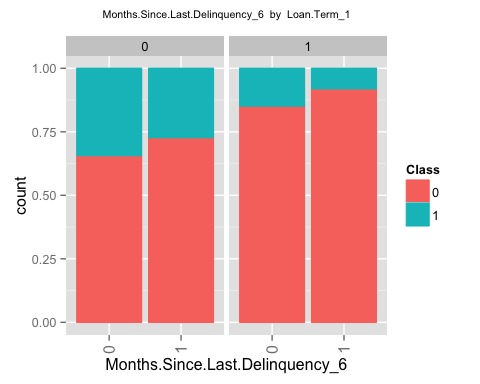 Months.Since.Last.Delinquency_6 by Loan.Term_1
0 1
1.00
0.75
0.50
0.25
0.00
count
0 1 0 1
Months.Since.Last.Delinquency_6
Class
0
1